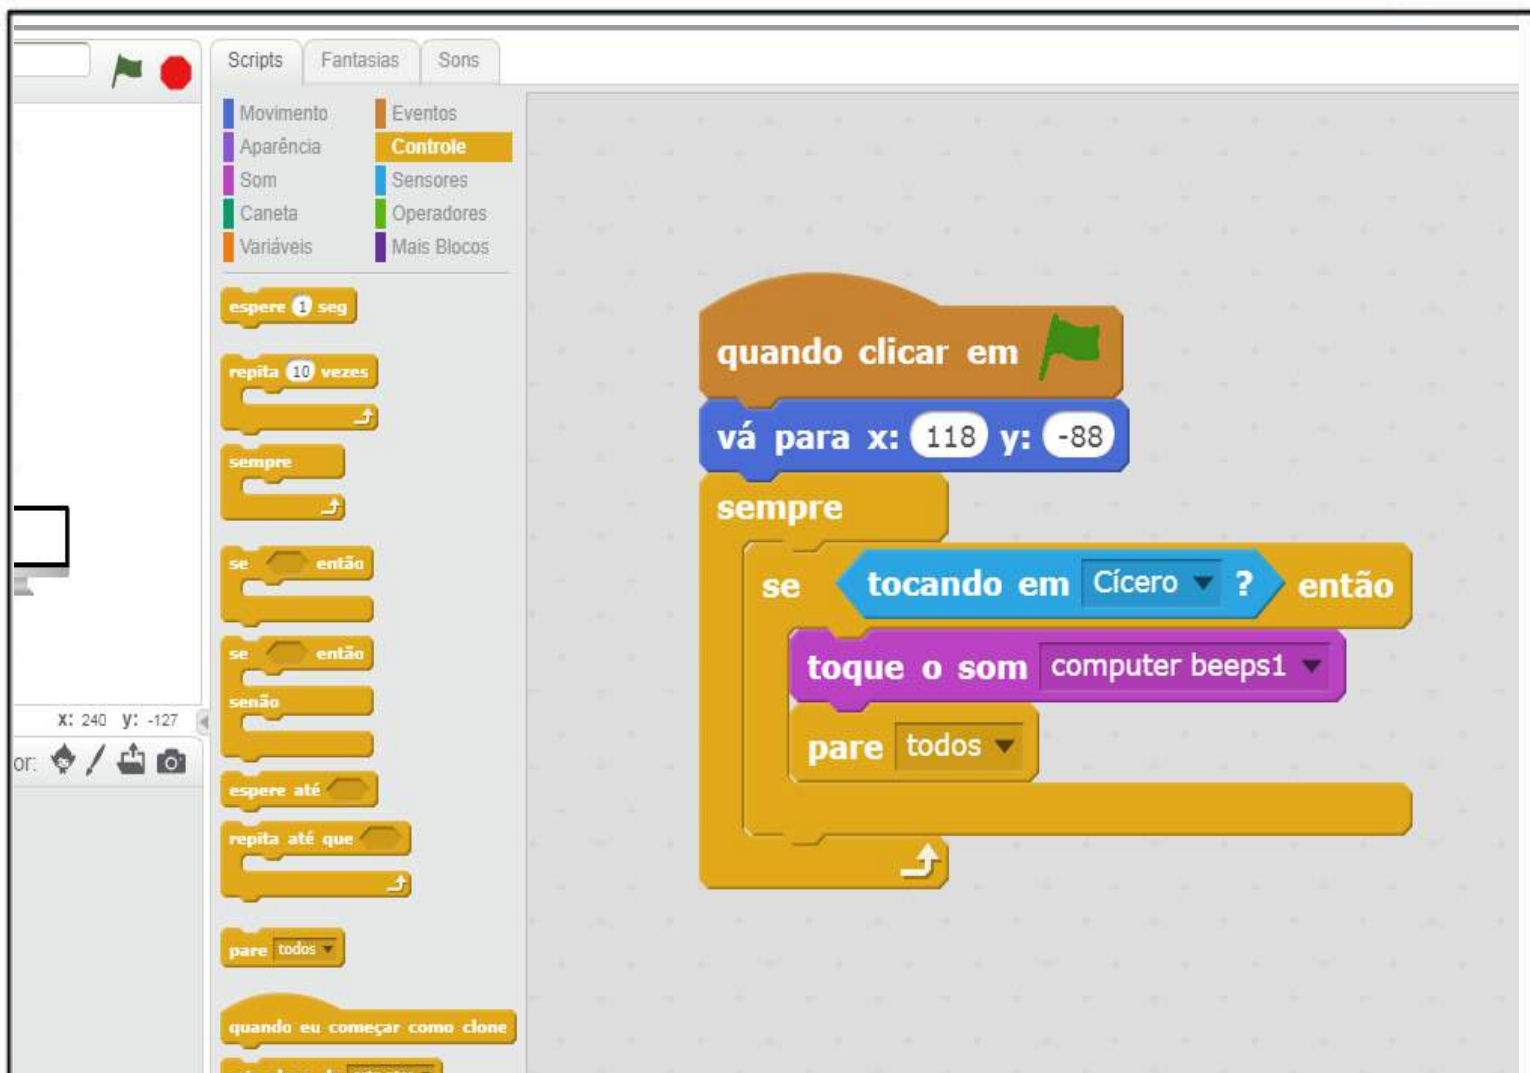 Scripts Fantasias Sons
Movimento Eventos
Aparência Controle
Som Sensores
Caneta Operadores
Variáveis Mais Blocos
espere 1 seg
repita 10 vezes
sempre
se então
se então
senão
espere até
repita até que
pare todos
quando eu começar como clone
x: 240 y: -127
or:
quando clicar em
vá para x: 118 y: -88
sempre
se tocando em Cícero ? então
toque o som computer beeps1
pare todos